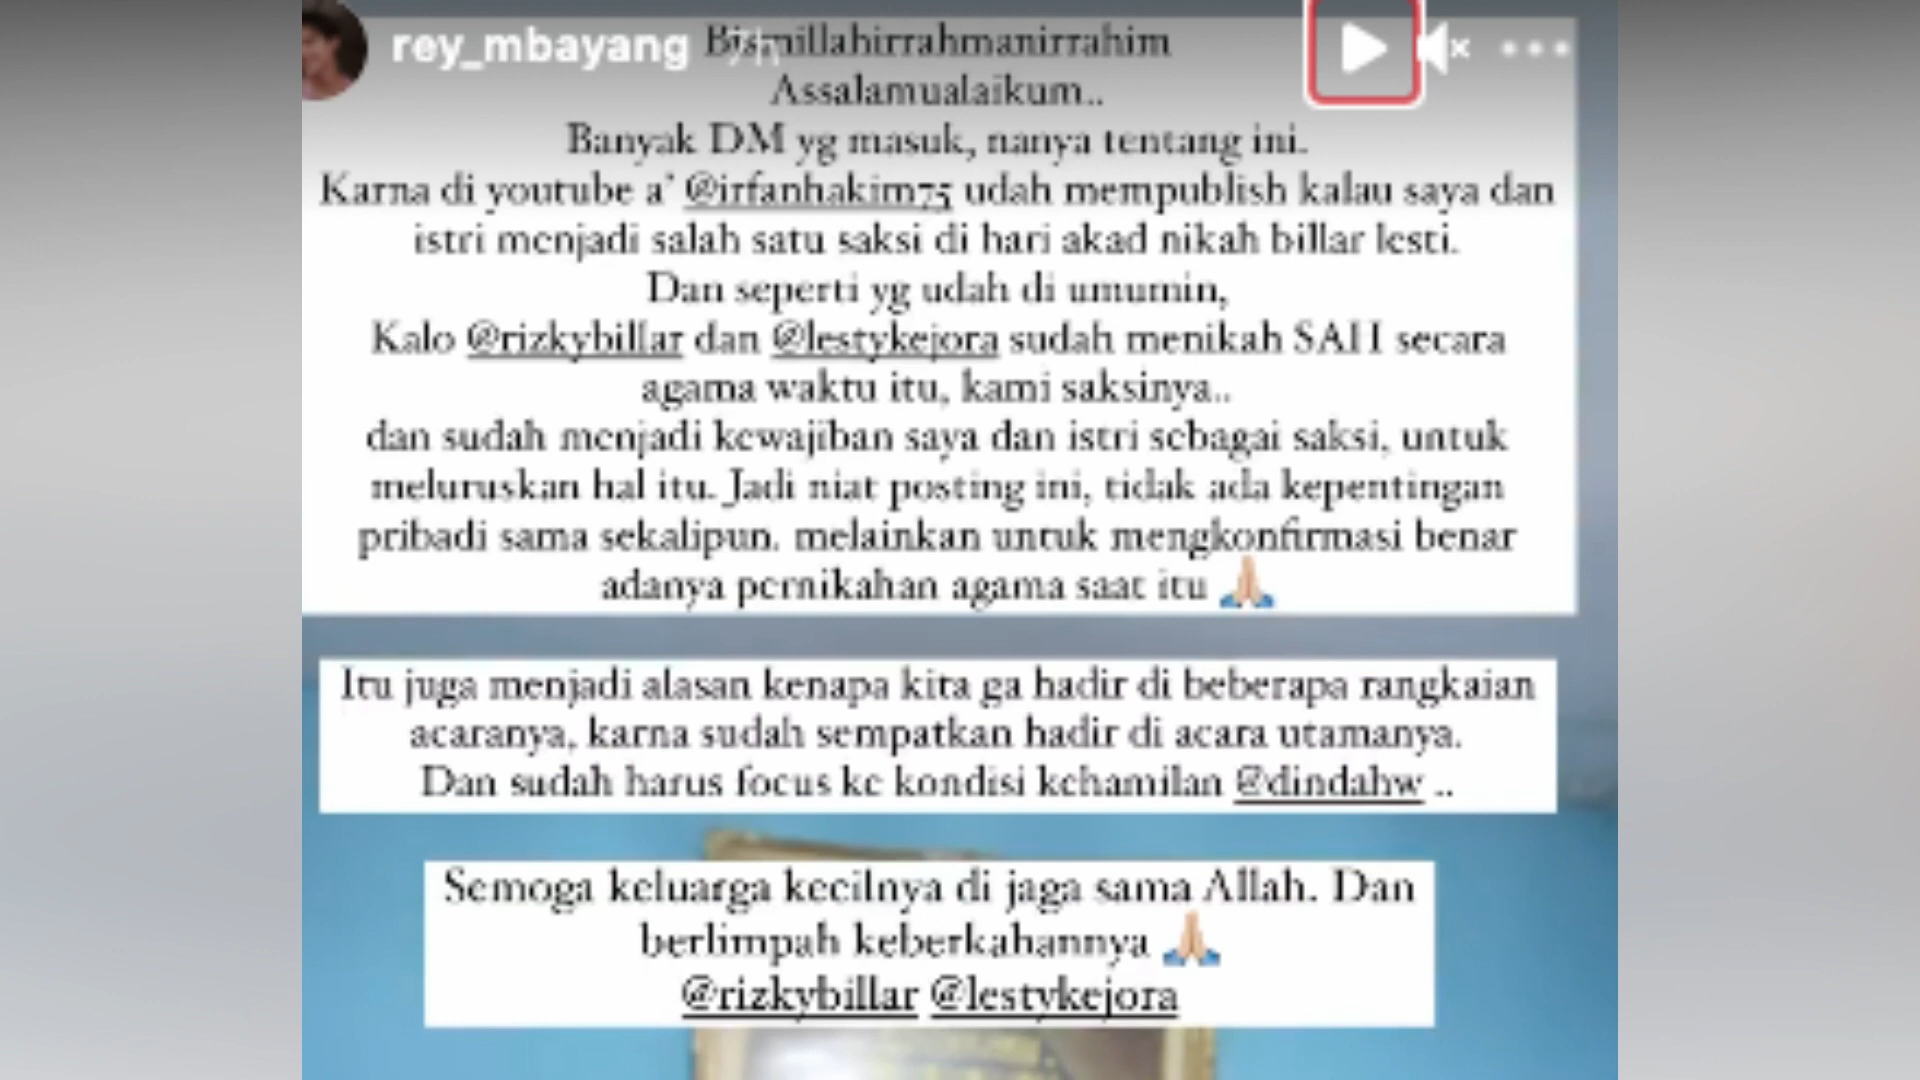 rey_mbayang 7h
Bismillahirrahmanirrahim
Assalamualaikum..
Banyak DM yg masuk, nanya tentang ini.
Karna di youtube a' @irfanhakim75 udah mempublish kalau saya dan
istri menjadi salah satu saksi di hari akad nikah billar lesti.
Dan seperti yg udah di umumin,
Kalo @rizkybillar dan @lestykejora sudah menikah SAH secara
agama waktu itu, kami saksinya..
dan sudah menjadi kewajiban saya dan istri sebagai saksi, untuk
meluruskan hal itu. Jadi niat posting ini, tidak ada kepentingan
pribadi sama sekalipun. melainkan untuk mengkonfirmasi benar
adanya pernikahan agama saat itu 🙏🏻
Itu juga menjadi alasan kenapa kita ga hadir di beberapa rangkaian
acaranya, karna sudah sempatkan hadir di acara utamanya.
Dan sudah harus focus ke kondisi kehamilan @dindahw ..
Semoga keluarga kecilnya di jaga sama Allah. Dan
berlimpah keberkahannya 🙏🏻
@rizkybillar @lestykejora